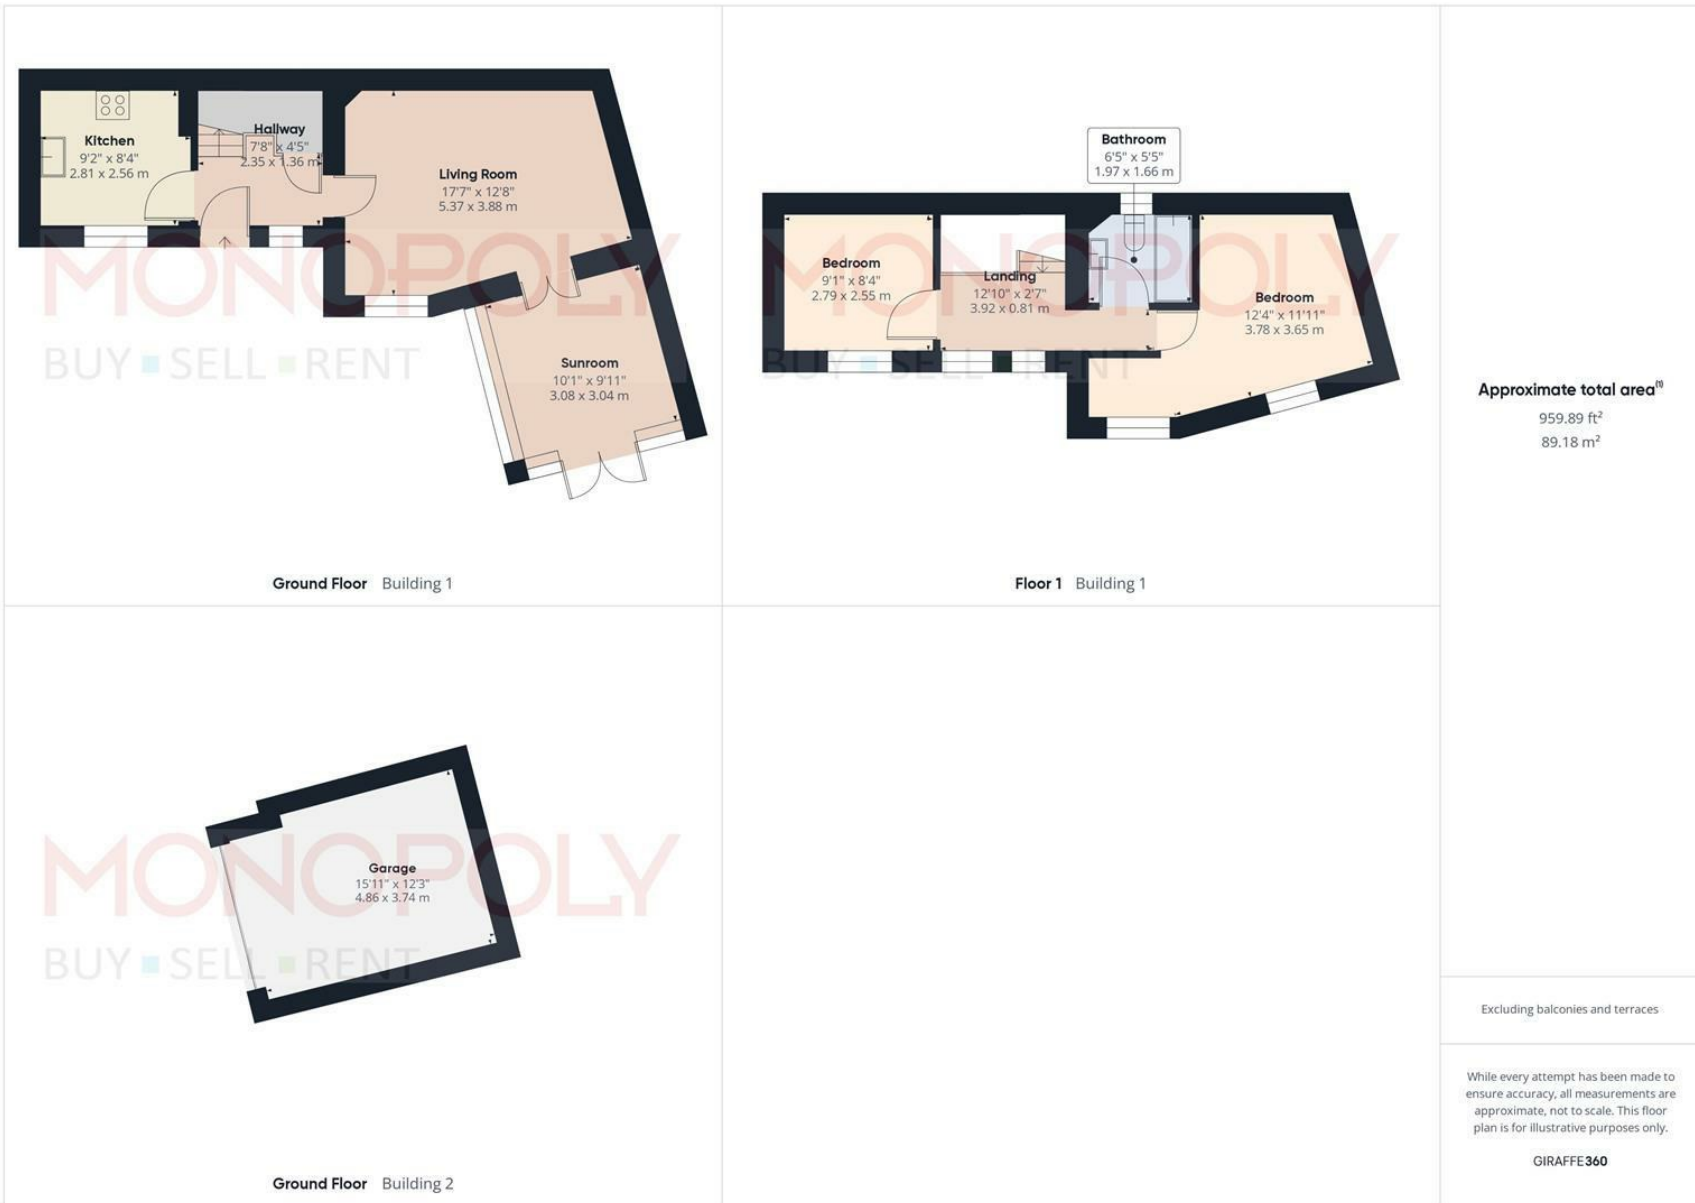 Kitchen
9'2" x 8'4"
2.81 x 2.56 m
Hallway
7'8" x 4'5"
2.35 x 1.36 m
Living Room
17'7" x 12'8"
5.37 x 3.88 m
Sunroom
10'1" x 9'11"
3.08 x 3.04 m
MONOPOLY
BUY SELL RENT
Ground Floor Building 1
Bathroom
6'5" x 5'5"
1.97 x 1.66 m
Bedroom
9'1" x 8'4"
2.79 x 2.55 m
Landing
12'10" x 2'7"
3.92 x 0.81 m
Bedroom
12'4" x 11'11"
3.78 x 3.65 m
MONOPOLY
BUY SELL RENT
Floor 1 Building 1
Garage
15'11" x 12'3"
4.86 x 3.74 m
MONOPOLY
BUY SELL RENT
Ground Floor Building 2
Approximate total area(1)
959.89 ft²
89.18 m²
Excluding balconies and terraces
While every attempt has been made to
ensure accuracy, all measurements are
approximate, not to scale. This floor
plan is for illustrative purposes only.
GIRAFFE360